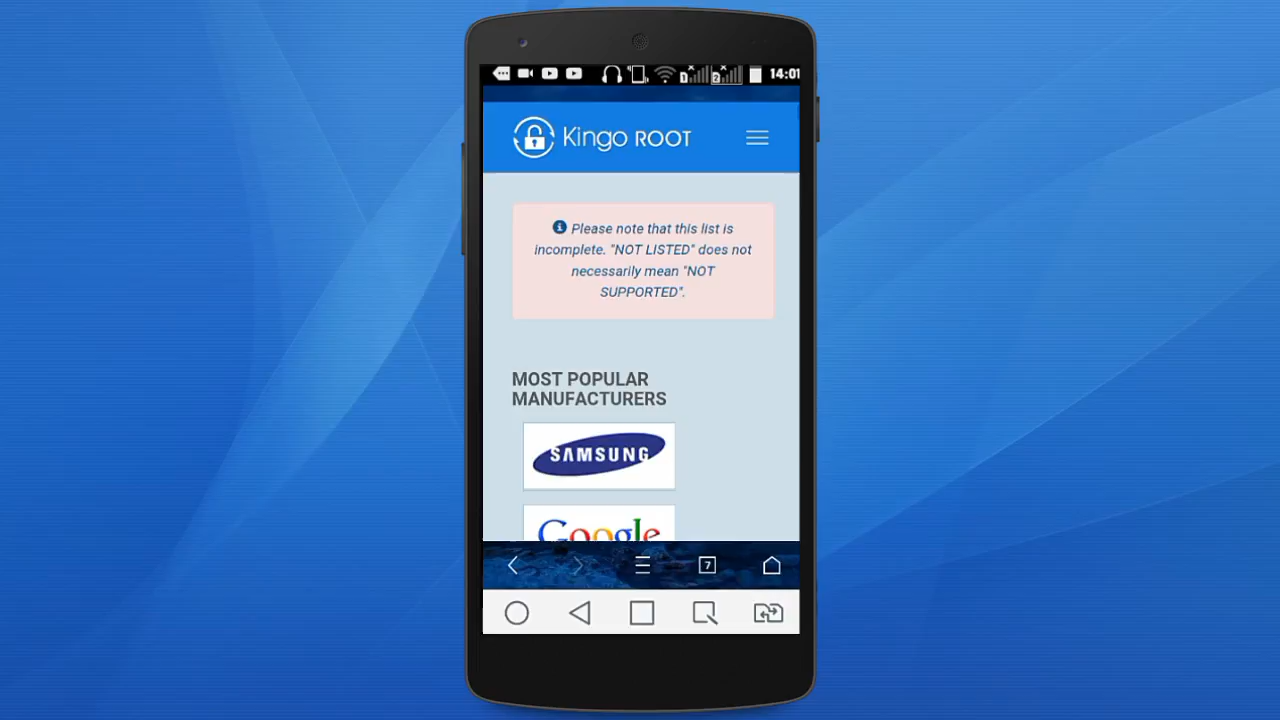 14:01
Kingo ROOT
Please note that this list is
incomplete. "NOT LISTED" does not
necessarily mean "NOT
SUPPORTED".
MOST POPULAR
MANUFACTURERS
SAMSUNG
Google
7